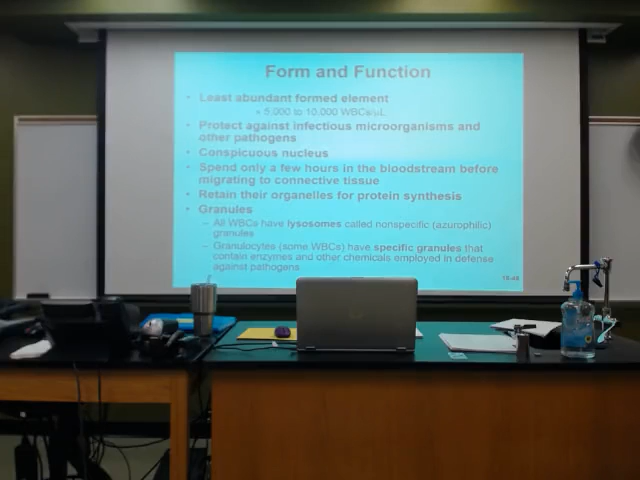 Form and Function
• Least abundant formed element
• 5,000 to 10,000 WBCs/µL
• Protect against infectious microorganisms and
other pathogens
• Conspicuous nucleus
• Spend only a few hours in the bloodstream before
migrating to connective tissue
• Retain their organelles for protein synthesis
• Granules
– All WBCs have lysosomes called nonspecific (azurophilic)
granules
– Granulocytes (some WBCs) have specific granules that
contain enzymes and other chemicals employed in defense
against pathogens